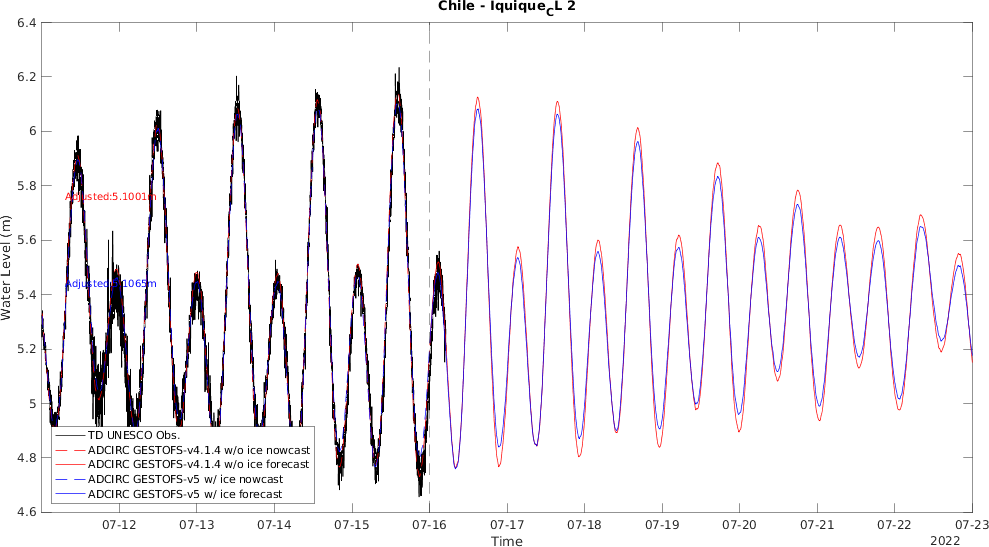 Chile - Iquique_CL 2
6.4
6.2
6
5.8
5.6
5.4
5.2
5
4.8
4.6
Water Level (m)
Adjusted:5.1001m
TD UNESCO Obs.
ADCIRC GESTOFS-v4.1.4 w/o ice nowcast
ADCIRC GESTOFS-v4.1.4 w/o ice forecast
ADCIRC GESTOFS-v5 w/ ice nowcast
ADCIRC GESTOFS-v5 w/ ice forecast
07-12 07-13 07-14 07-15 07-16 07-17 07-18 07-19 07-20 07-21 07-22 07-23
Time
2022